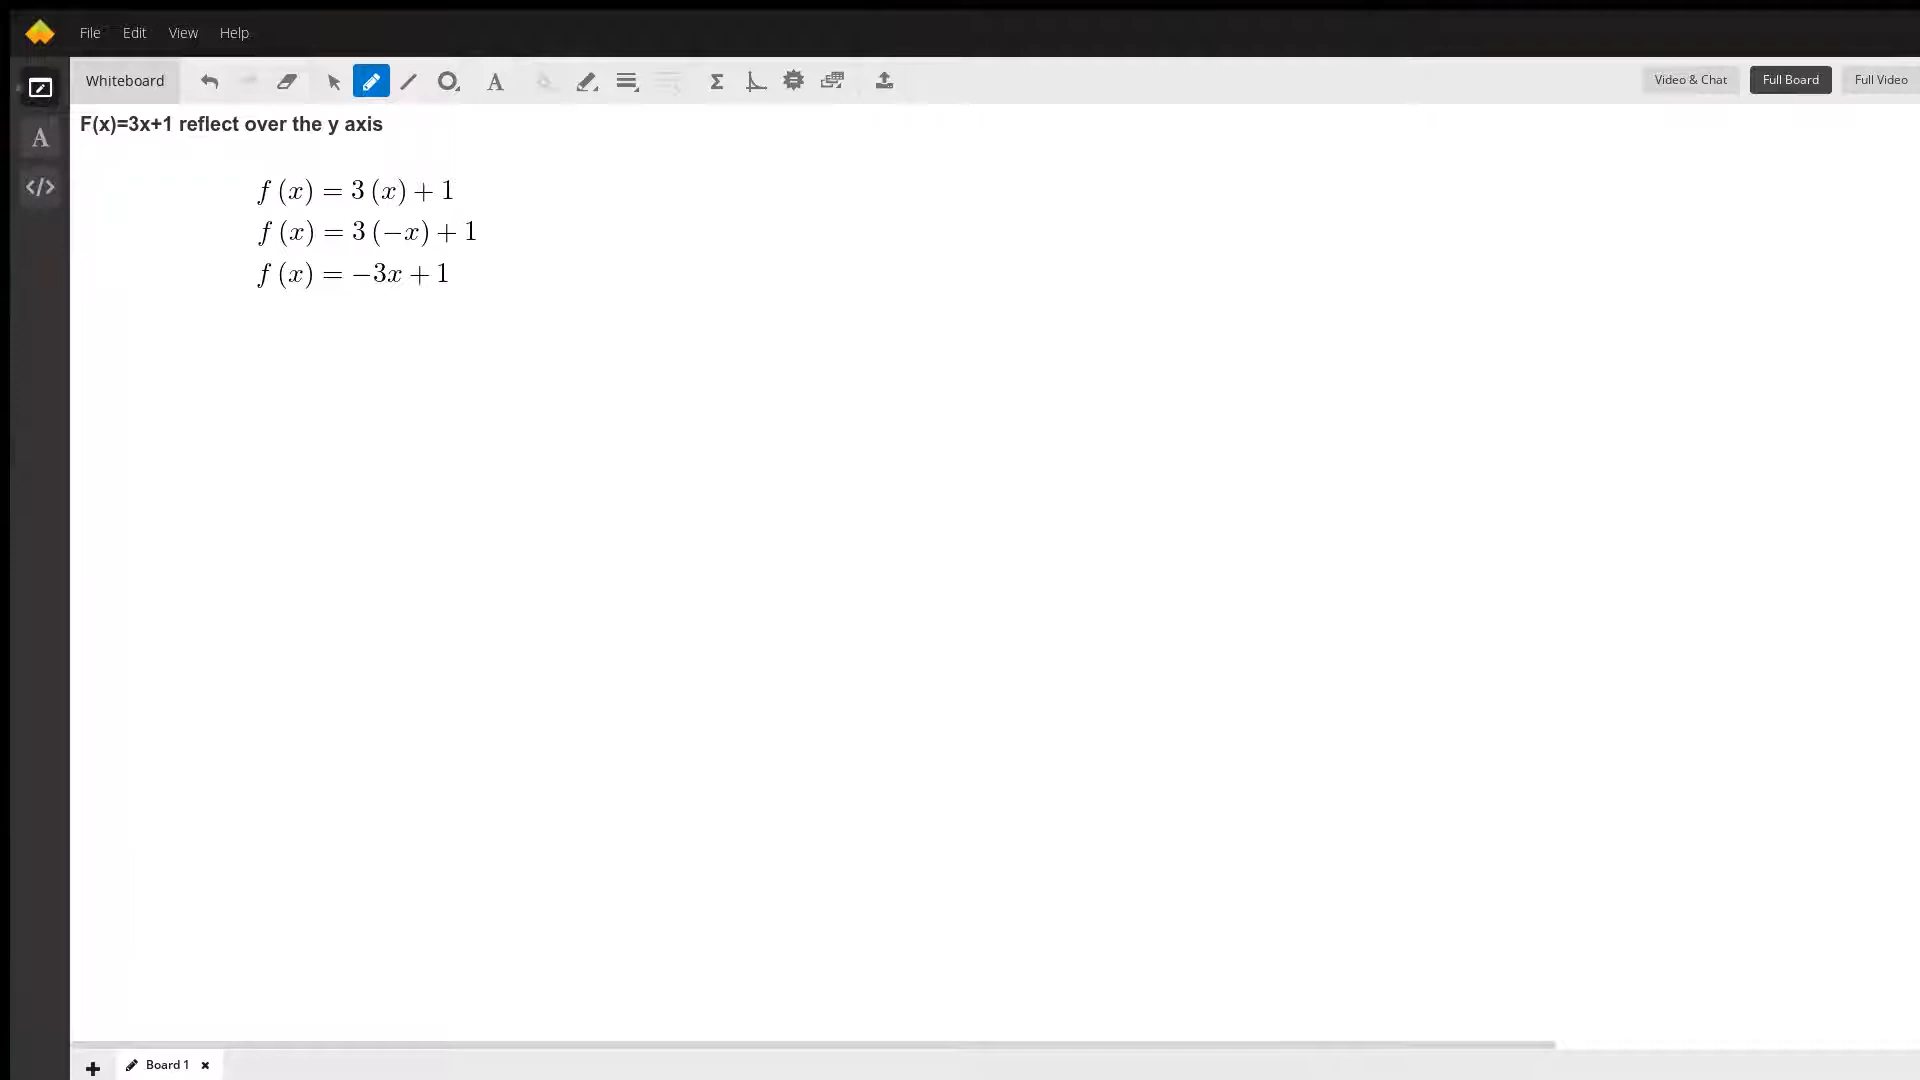 File Edit View Help
Whiteboard A Σ Video & Chat Full Board Full Video
A
</>
F(x)=3x+1 reflect over the y axis
f (x) = 3 (x) + 1
f (x) = 3 (−x) + 1
f (x) = −3x + 1
Board 1